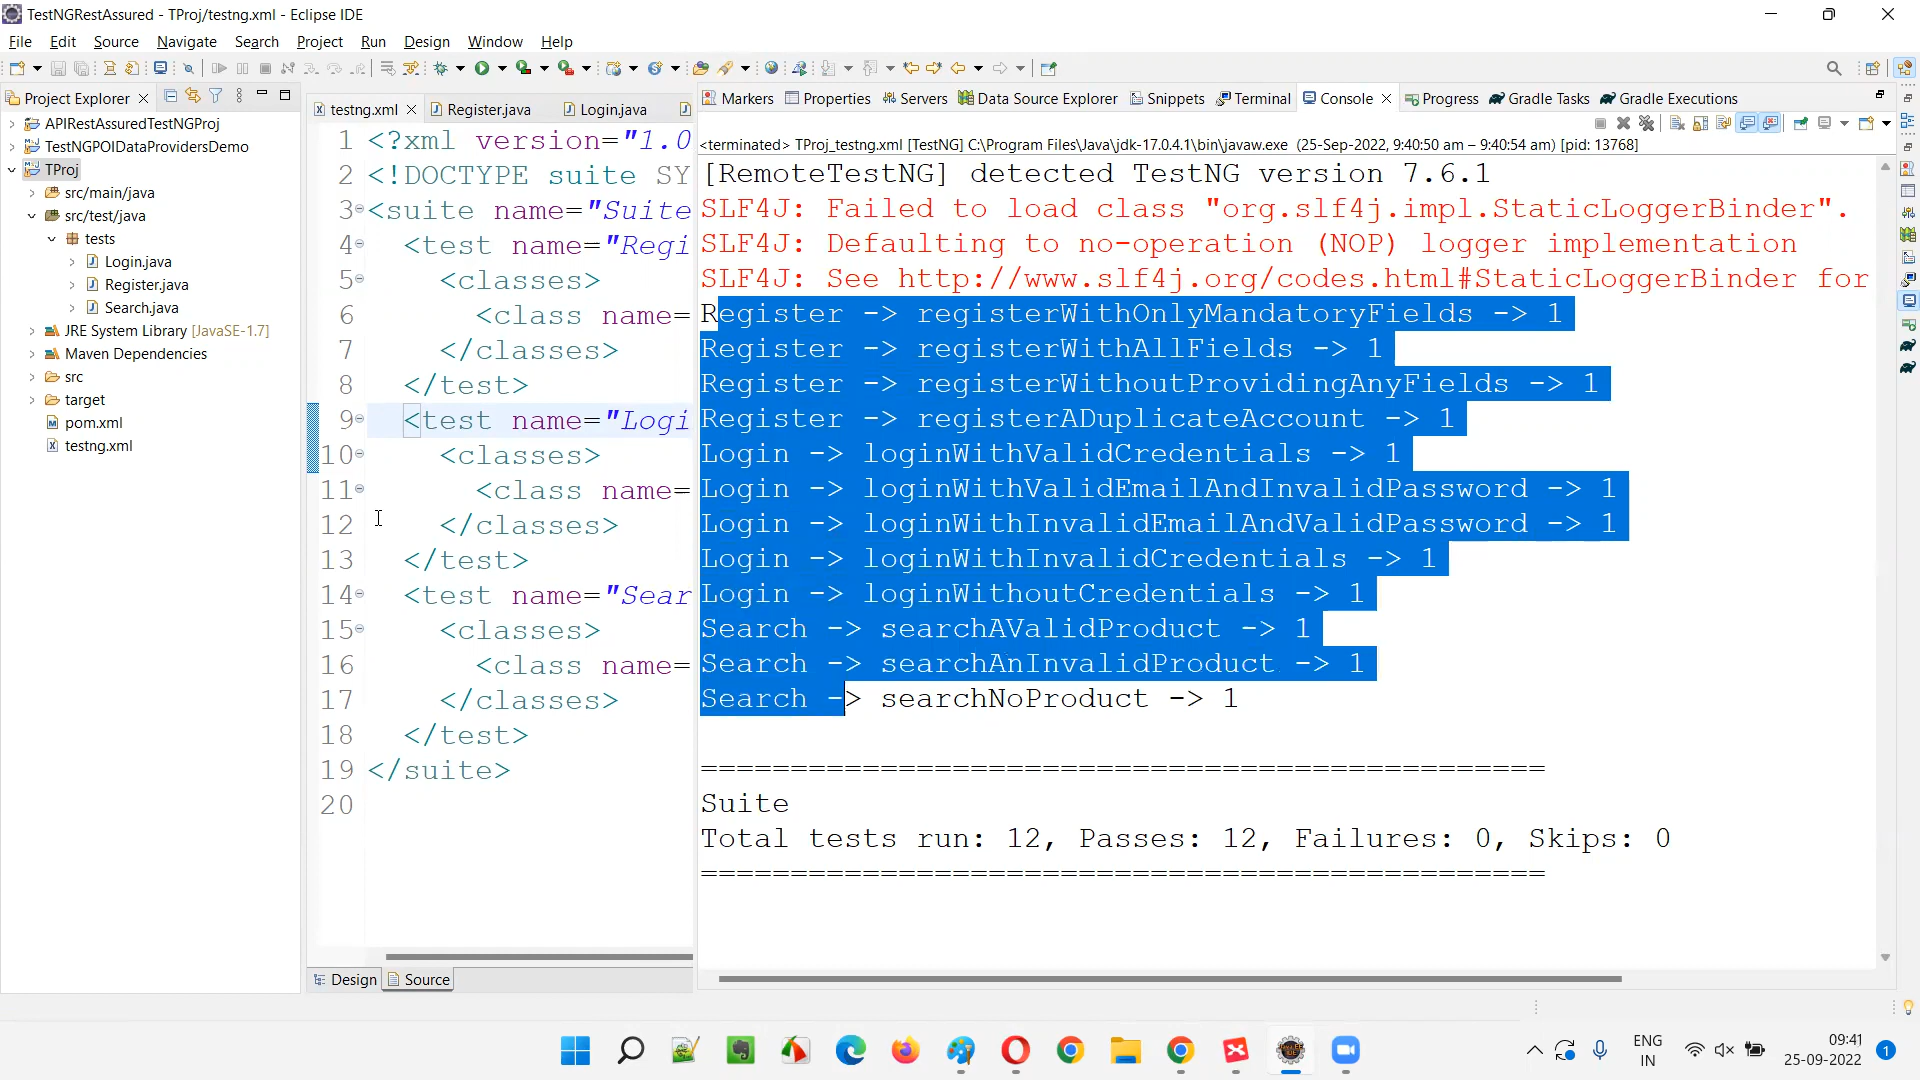 TestNGRestAssured - TProj/testng.xml - Eclipse IDE
File Edit Source Navigate Search Project Run Design Window Help
Project Explorer
APIRestAssuredTestNGProj
TestNGPOIDataProvidersDemo
TProj
src/main/java
src/test/java
tests
Login.java
Register.java
Search.java
JRE System Library [JavaSE-1.7]
Maven Dependencies
src
target
pom.xml
testng.xml
testng.xml Register.java Login.java
1 <?xml version="1.0
2 <!DOCTYPE suite SY
3 <suite name="Suite
4 <test name="Regi
5 <classes>
6 <class name=
7 </classes>
8 </test>
9 <test name="Logi
10 <classes>
11 <class name=
12 </classes>
13 </test>
14 <test name="Sear
15 <classes>
16 <class name=
17 </classes>
18 </test>
19 </suite>
20
Design Source
Markers Properties Servers Data Source Explorer Snippets Terminal Console Progress Gradle Tasks Gradle Executions
<terminated> TProj_testng.xml [TestNG] C:\Program Files\Java\jdk-17.0.4.1\bin\javaw.exe (25-Sep-2022, 9:40:50 am – 9:40:54 am) [pid: 13768]
[RemoteTestNG] detected TestNG version 7.6.1
SLF4J: Failed to load class "org.slf4j.impl.StaticLoggerBinder".
SLF4J: Defaulting to no-operation (NOP) logger implementation
SLF4J: See http://www.slf4j.org/codes.html#StaticLoggerBinder for
Register -> registerWithOnlyMandatoryFields -> 1
Register -> registerWithAllFields -> 1
Register -> registerWithoutProvidingAnyFields -> 1
Register -> registerADuplicateAccount -> 1
Login -> loginWithValidCredentials -> 1
Login -> loginWithValidEmailAndInvalidPassword -> 1
Login -> loginWithInvalidEmailAndValidPassword -> 1
Login -> loginWithInvalidCredentials -> 1
Login -> loginWithoutCredentials -> 1
Search -> searchAValidProduct -> 1
Search -> searchAnInvalidProduct -> 1
Search -> searchNoProduct -> 1
===============================================
Suite
Total tests run: 12, Passes: 12, Failures: 0, Skips: 0
===============================================
ENG
IN
09:41
25-09-2022
1